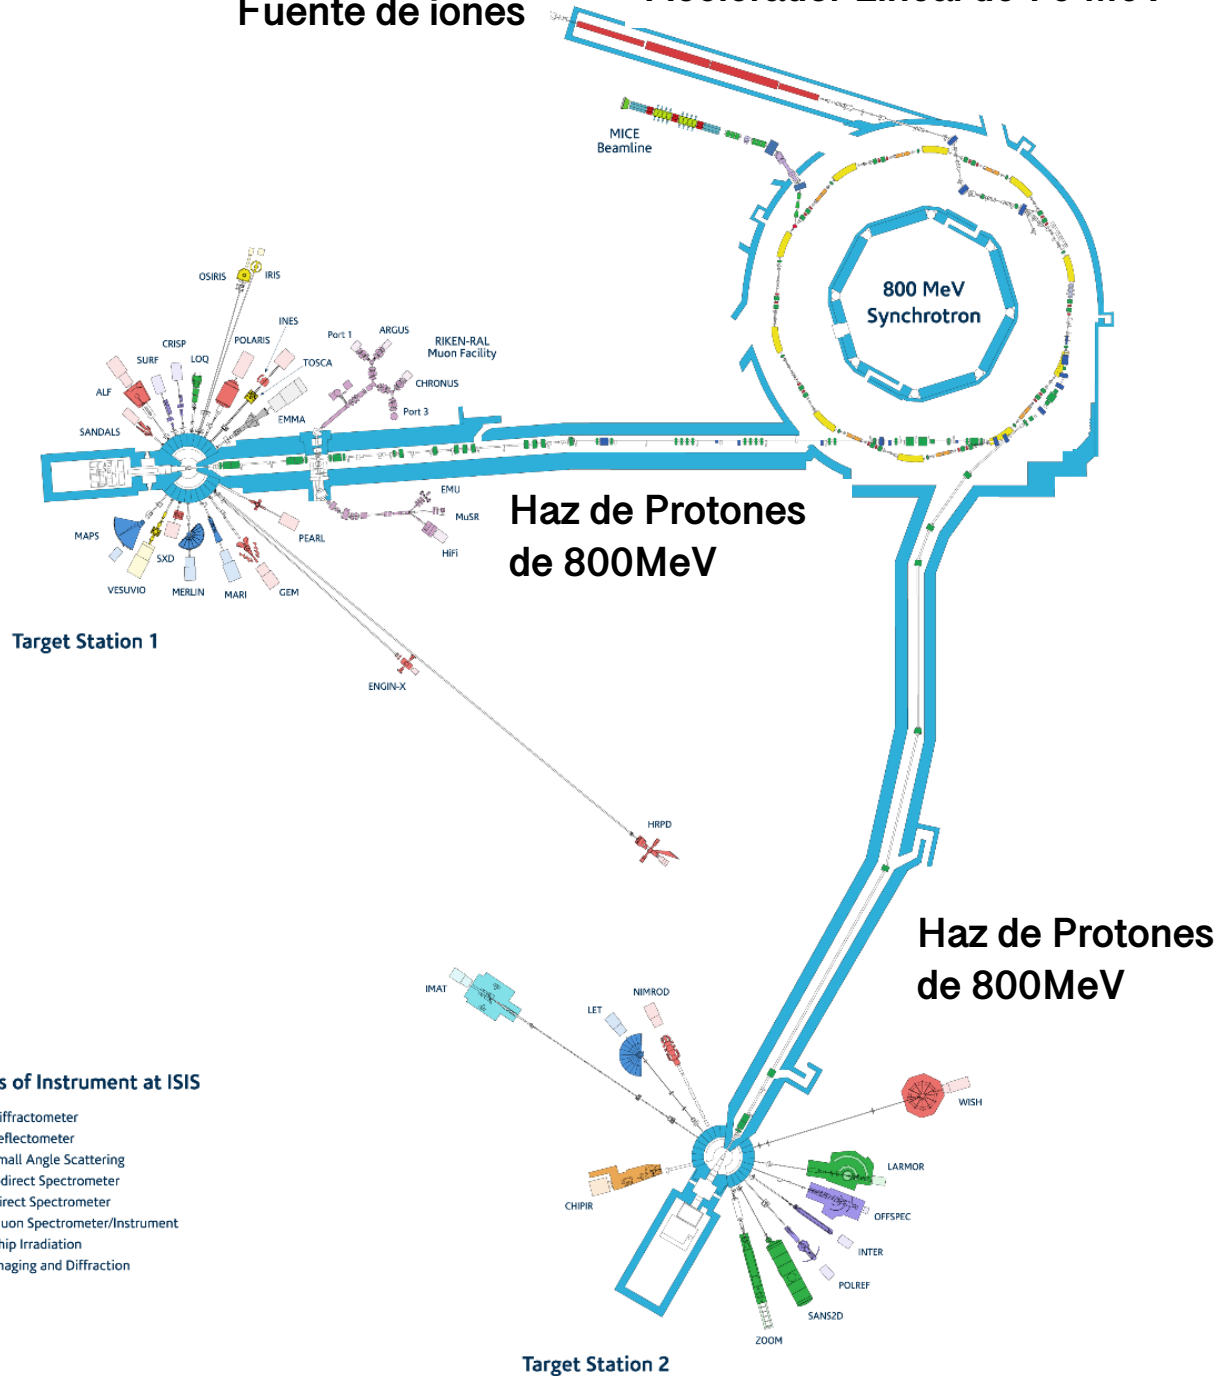 Fuente de iones
MICE
Beamline
800 MeV
Synchrotron
OSIRIS
IRIS
INES
CRISP
POLARIS
Port 1
ARGUS
RIKEN-RAL
Muon Facility
SURF
LOQ
TOSCA
ALF
CHRONUS
EMMA
Port 3
SANDALS
EMU
MuSR
HiFi
MAPS
SXD
PEARL
VESUVIO
MERLIN
MARI
GEM
Haz de Protones
de 800MeV
Target Station 1
ENGIN-X
HRPD
Haz de Protones
de 800MeV
IMAT
NIMROD
LET
WISH
LARMOR
CHIPIR
OFFSPEC
INTER
POLREF
SANS2D
ZOOM
Target Station 2
s of Instrument at ISIS
iffractometer
eflectometer
mall Angle Scattering
direct Spectrometer
irect Spectrometer
uon Spectrometer/Instrument
hip Irradiation
naging and Diffraction